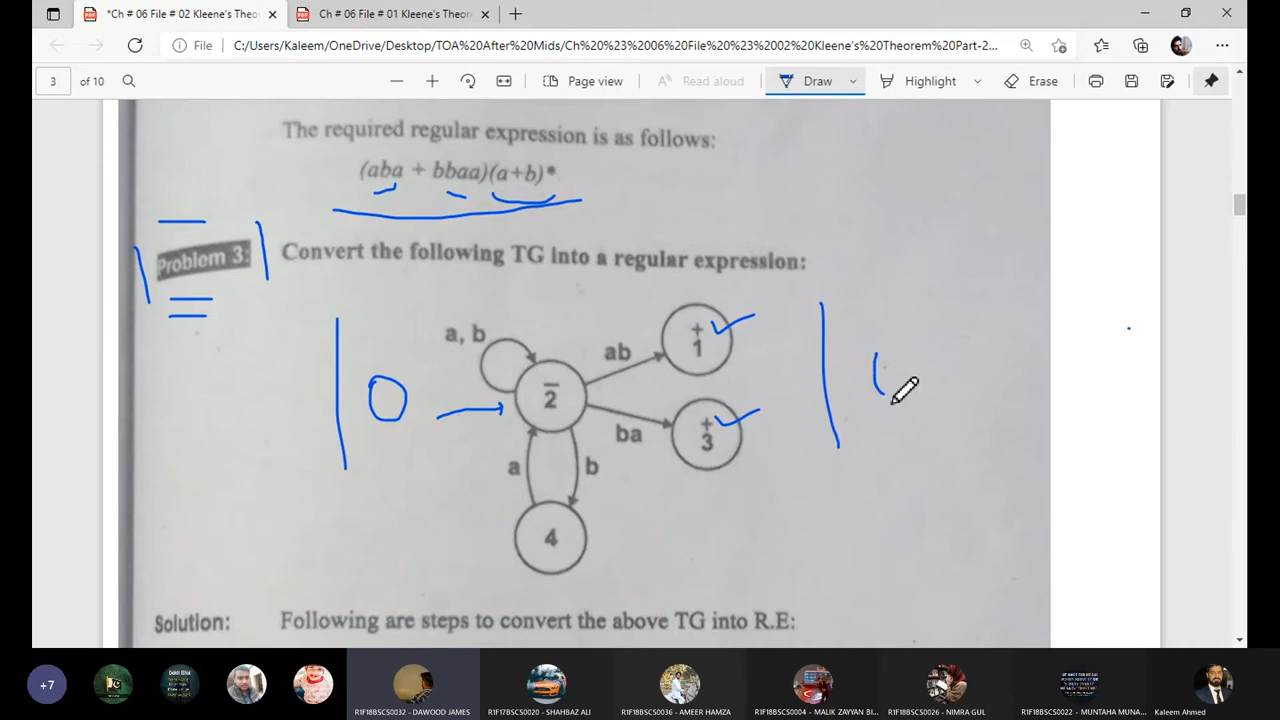 *Ch # 06 File # 02 Kleene's Theo
Ch # 06 File # 01 Kleene's Theor
File
C:/Users/Kaleem/OneDrive/Desktop/TOA%20After%20Mids/Ch%20%23%2006%20File%20%23%2002%20Kleene's%20Theorem%20Part-2...
3 of 10
Page view
Read aloud
Draw
Highlight
Erase
The required regular expression is as follows:
(aba + bbaa)(a+b)*
Problem 3:
Convert the following TG into a regular expression:
a, b
ab
+
1
0
–
2
ba
+
3
a
b
4
Solution:
Following are steps to convert the above TG into R.E:
+7
R1F18BSCS0032 - DAWOOD JAMES
R1F17BSCS0020 - SHAHBAZ ALI
R1F18BSCS0036 - AMEER HAMZA
R1F18BSCS0004 - MALIK ZAYYAN BI...
R1F18BSCS0026 - NIMRA GUL
R1F18BSCS0022 - MUNTAHA MUNA...
Kaleem Ahmed